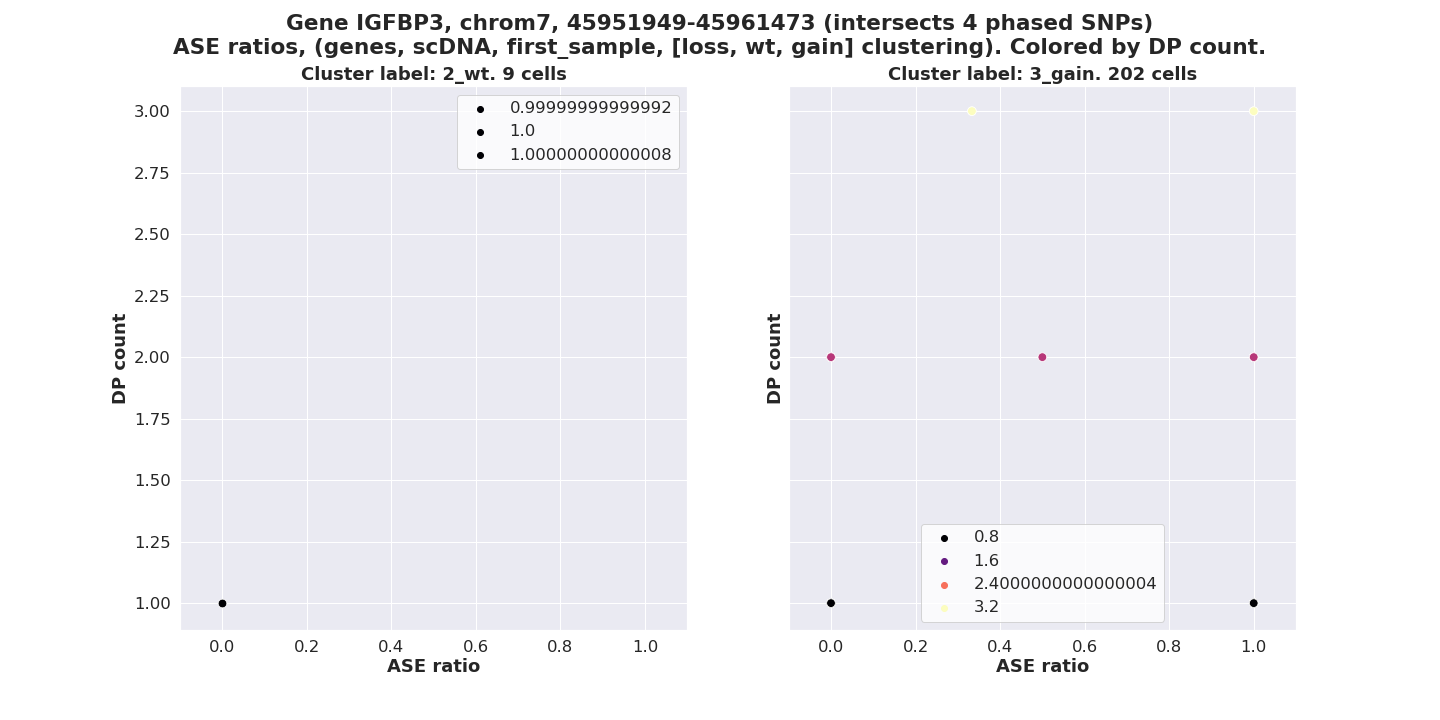 Gene IGFBP3, chrom7, 45951949-45961473 (intersects 4 phased SNPs)
ASE ratios, (genes, scDNA, first_sample, [loss, wt, gain] clustering). Colored by DP count.
Cluster label: 2_wt. 9 cells
3.00
2.75
2.50
2.25
2.00
1.75
1.50
1.25
1.00
DP count
0.99999999999992
1.0
1.00000000000008
0.0 0.2 0.4 0.6 0.8 1.0
ASE ratio
Cluster label: 3_gain. 202 cells
DP count
0.8
1.6
2.4000000000000004
3.2
0.0 0.2 0.4 0.6 0.8 1.0
ASE ratio